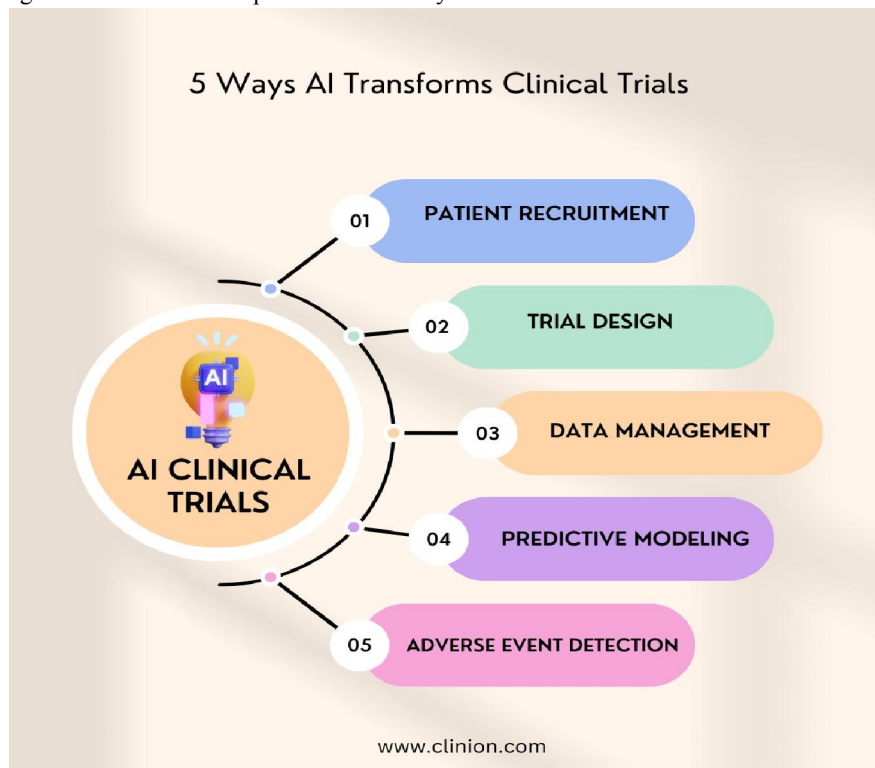 5 Ways AI Transforms Clinical Trials
01
PATIENT RECRUITMENT
02
TRIAL DESIGN
AI
03
DATA MANAGEMENT
AI CLINICAL
TRIALS
04
PREDICTIVE MODELING
05
ADVERSE EVENT DETECTION
www.clinion.com